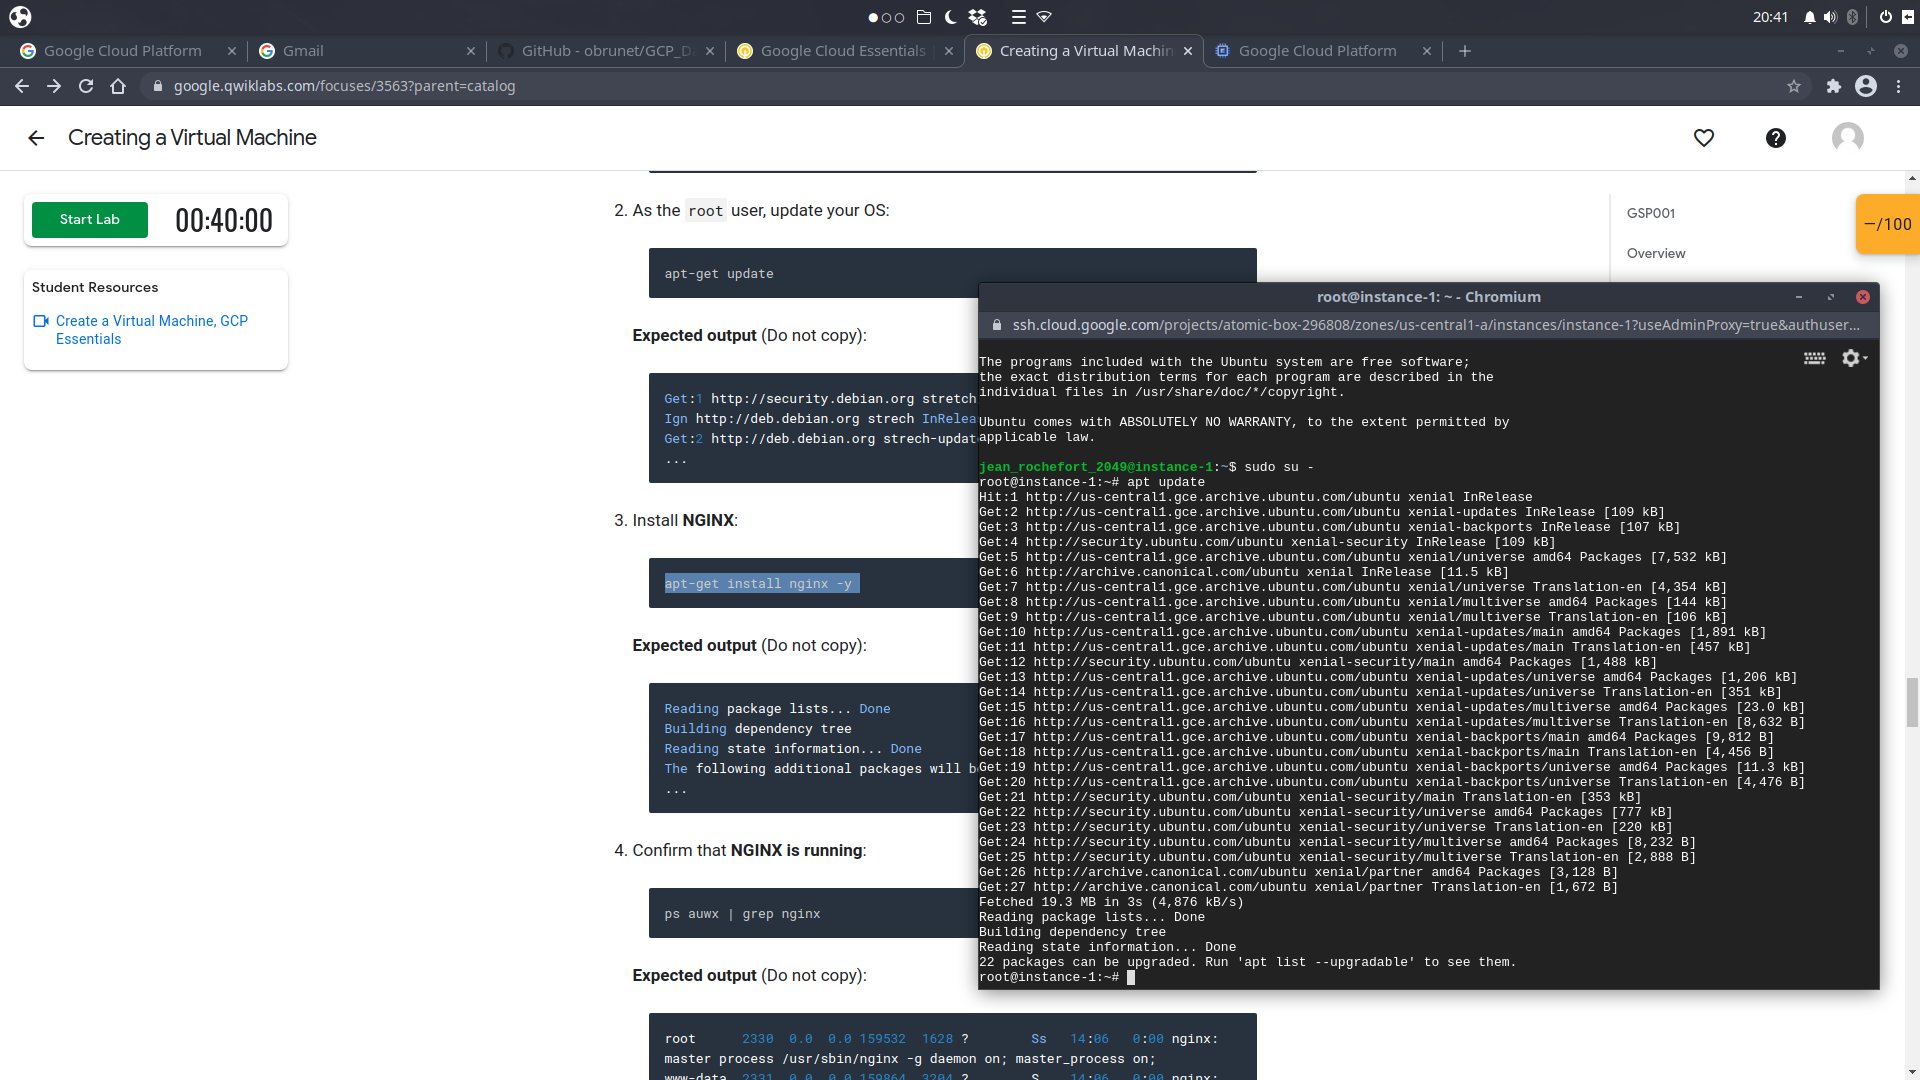 20:41
Google Cloud Platform
Gmail
GitHub - obrunet/GCP_Da
Google Cloud Essentials
Creating a Virtual Machin
Google Cloud Platform
google.qwiklabs.com/focuses/3563?parent=catalog
Creating a Virtual Machine
Start Lab
00:40:00
Student Resources
Create a Virtual Machine, GCP
Essentials
2. As the root user, update your OS:
apt-get update
Expected output (Do not copy):
Get:1 http://security.debian.org stretch
Ign http://deb.debian.org strech InRelea
Get:2 http://deb.debian.org strech-updat
...
3. Install NGINX:
apt-get install nginx -y
Expected output (Do not copy):
Reading package lists... Done
Building dependency tree
Reading state information... Done
The following additional packages will b
...
4. Confirm that NGINX is running:
ps auwx | grep nginx
Expected output (Do not copy):
root 2330 0.0 0.0 159532 1628 ? Ss 14:06 0:00 nginx:
master process /usr/sbin/nginx -g daemon on; master_process on;
www-data 2331 0.0 0.0 159864 3204 ? S 14:06 0:00 nginx:
GSP001
Overview
—/100
root@instance-1: ~ - Chromium
ssh.cloud.google.com/projects/atomic-box-296808/zones/us-central1-a/instances/instance-1?useAdminProxy=true&authuser...
The programs included with the Ubuntu system are free software;
the exact distribution terms for each program are described in the
individual files in /usr/share/doc/*/copyright.
Ubuntu comes with ABSOLUTELY NO WARRANTY, to the extent permitted by
applicable law.
jean_rochefort_2049@instance-1:~$ sudo su -
root@instance-1:~# apt update
Hit:1 http://us-central1.gce.archive.ubuntu.com/ubuntu xenial InRelease
Get:2 http://us-central1.gce.archive.ubuntu.com/ubuntu xenial-updates InRelease [109 kB]
Get:3 http://us-central1.gce.archive.ubuntu.com/ubuntu xenial-backports InRelease [107 kB]
Get:4 http://security.ubuntu.com/ubuntu xenial-security InRelease [109 kB]
Get:5 http://us-central1.gce.archive.ubuntu.com/ubuntu xenial/universe amd64 Packages [7,532 kB]
Get:6 http://archive.canonical.com/ubuntu xenial InRelease [11.5 kB]
Get:7 http://us-central1.gce.archive.ubuntu.com/ubuntu xenial/universe Translation-en [4,354 kB]
Get:8 http://us-central1.gce.archive.ubuntu.com/ubuntu xenial/multiverse amd64 Packages [144 kB]
Get:9 http://us-central1.gce.archive.ubuntu.com/ubuntu xenial/multiverse Translation-en [106 kB]
Get:10 http://us-central1.gce.archive.ubuntu.com/ubuntu xenial-updates/main amd64 Packages [1,891 kB]
Get:11 http://us-central1.gce.archive.ubuntu.com/ubuntu xenial-updates/main Translation-en [457 kB]
Get:12 http://security.ubuntu.com/ubuntu xenial-security/main amd64 Packages [1,488 kB]
Get:13 http://us-central1.gce.archive.ubuntu.com/ubuntu xenial-updates/universe amd64 Packages [1,206 kB]
Get:14 http://us-central1.gce.archive.ubuntu.com/ubuntu xenial-updates/universe Translation-en [351 kB]
Get:15 http://us-central1.gce.archive.ubuntu.com/ubuntu xenial-updates/multiverse amd64 Packages [23.0 kB]
Get:16 http://us-central1.gce.archive.ubuntu.com/ubuntu xenial-updates/multiverse Translation-en [8,632 B]
Get:17 http://us-central1.gce.archive.ubuntu.com/ubuntu xenial-backports/main amd64 Packages [9,812 B]
Get:18 http://us-central1.gce.archive.ubuntu.com/ubuntu xenial-backports/main Translation-en [4,456 B]
Get:19 http://us-central1.gce.archive.ubuntu.com/ubuntu xenial-backports/universe amd64 Packages [11.3 kB]
Get:20 http://us-central1.gce.archive.ubuntu.com/ubuntu xenial-backports/universe Translation-en [4,476 B]
Get:21 http://security.ubuntu.com/ubuntu xenial-security/main Translation-en [353 kB]
Get:22 http://security.ubuntu.com/ubuntu xenial-security/universe amd64 Packages [777 kB]
Get:23 http://security.ubuntu.com/ubuntu xenial-security/universe Translation-en [220 kB]
Get:24 http://security.ubuntu.com/ubuntu xenial-security/multiverse amd64 Packages [8,232 B]
Get:25 http://security.ubuntu.com/ubuntu xenial-security/multiverse Translation-en [2,888 B]
Get:26 http://archive.canonical.com/ubuntu xenial/partner amd64 Packages [3,128 B]
Get:27 http://archive.canonical.com/ubuntu xenial/partner Translation-en [1,672 B]
Fetched 19.3 MB in 3s (4,876 kB/s)
Reading package lists... Done
Building dependency tree
Reading state information... Done
22 packages can be upgraded. Run 'apt list --upgradable' to see them.
root@instance-1:~#